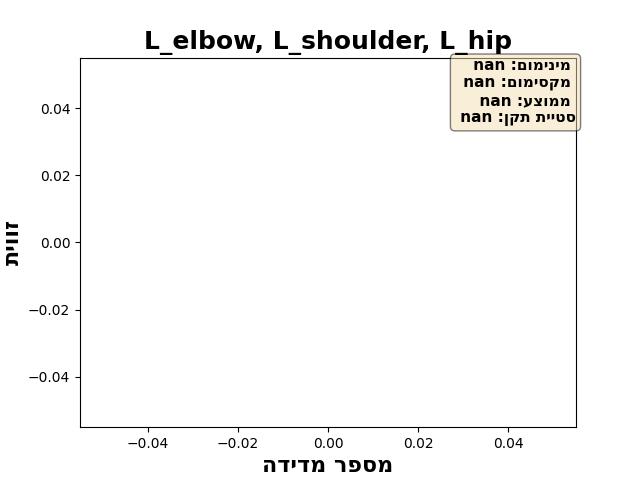 L_elbow, L_shoulder, L_hip
מינימום: nan
מקסימום: nan
ממוצע: nan
סטיית תקן: nan
0.04
0.02
0.00
−0.02
−0.04
זווית
−0.04 −0.02 0.00 0.02 0.04
מספר מדידה